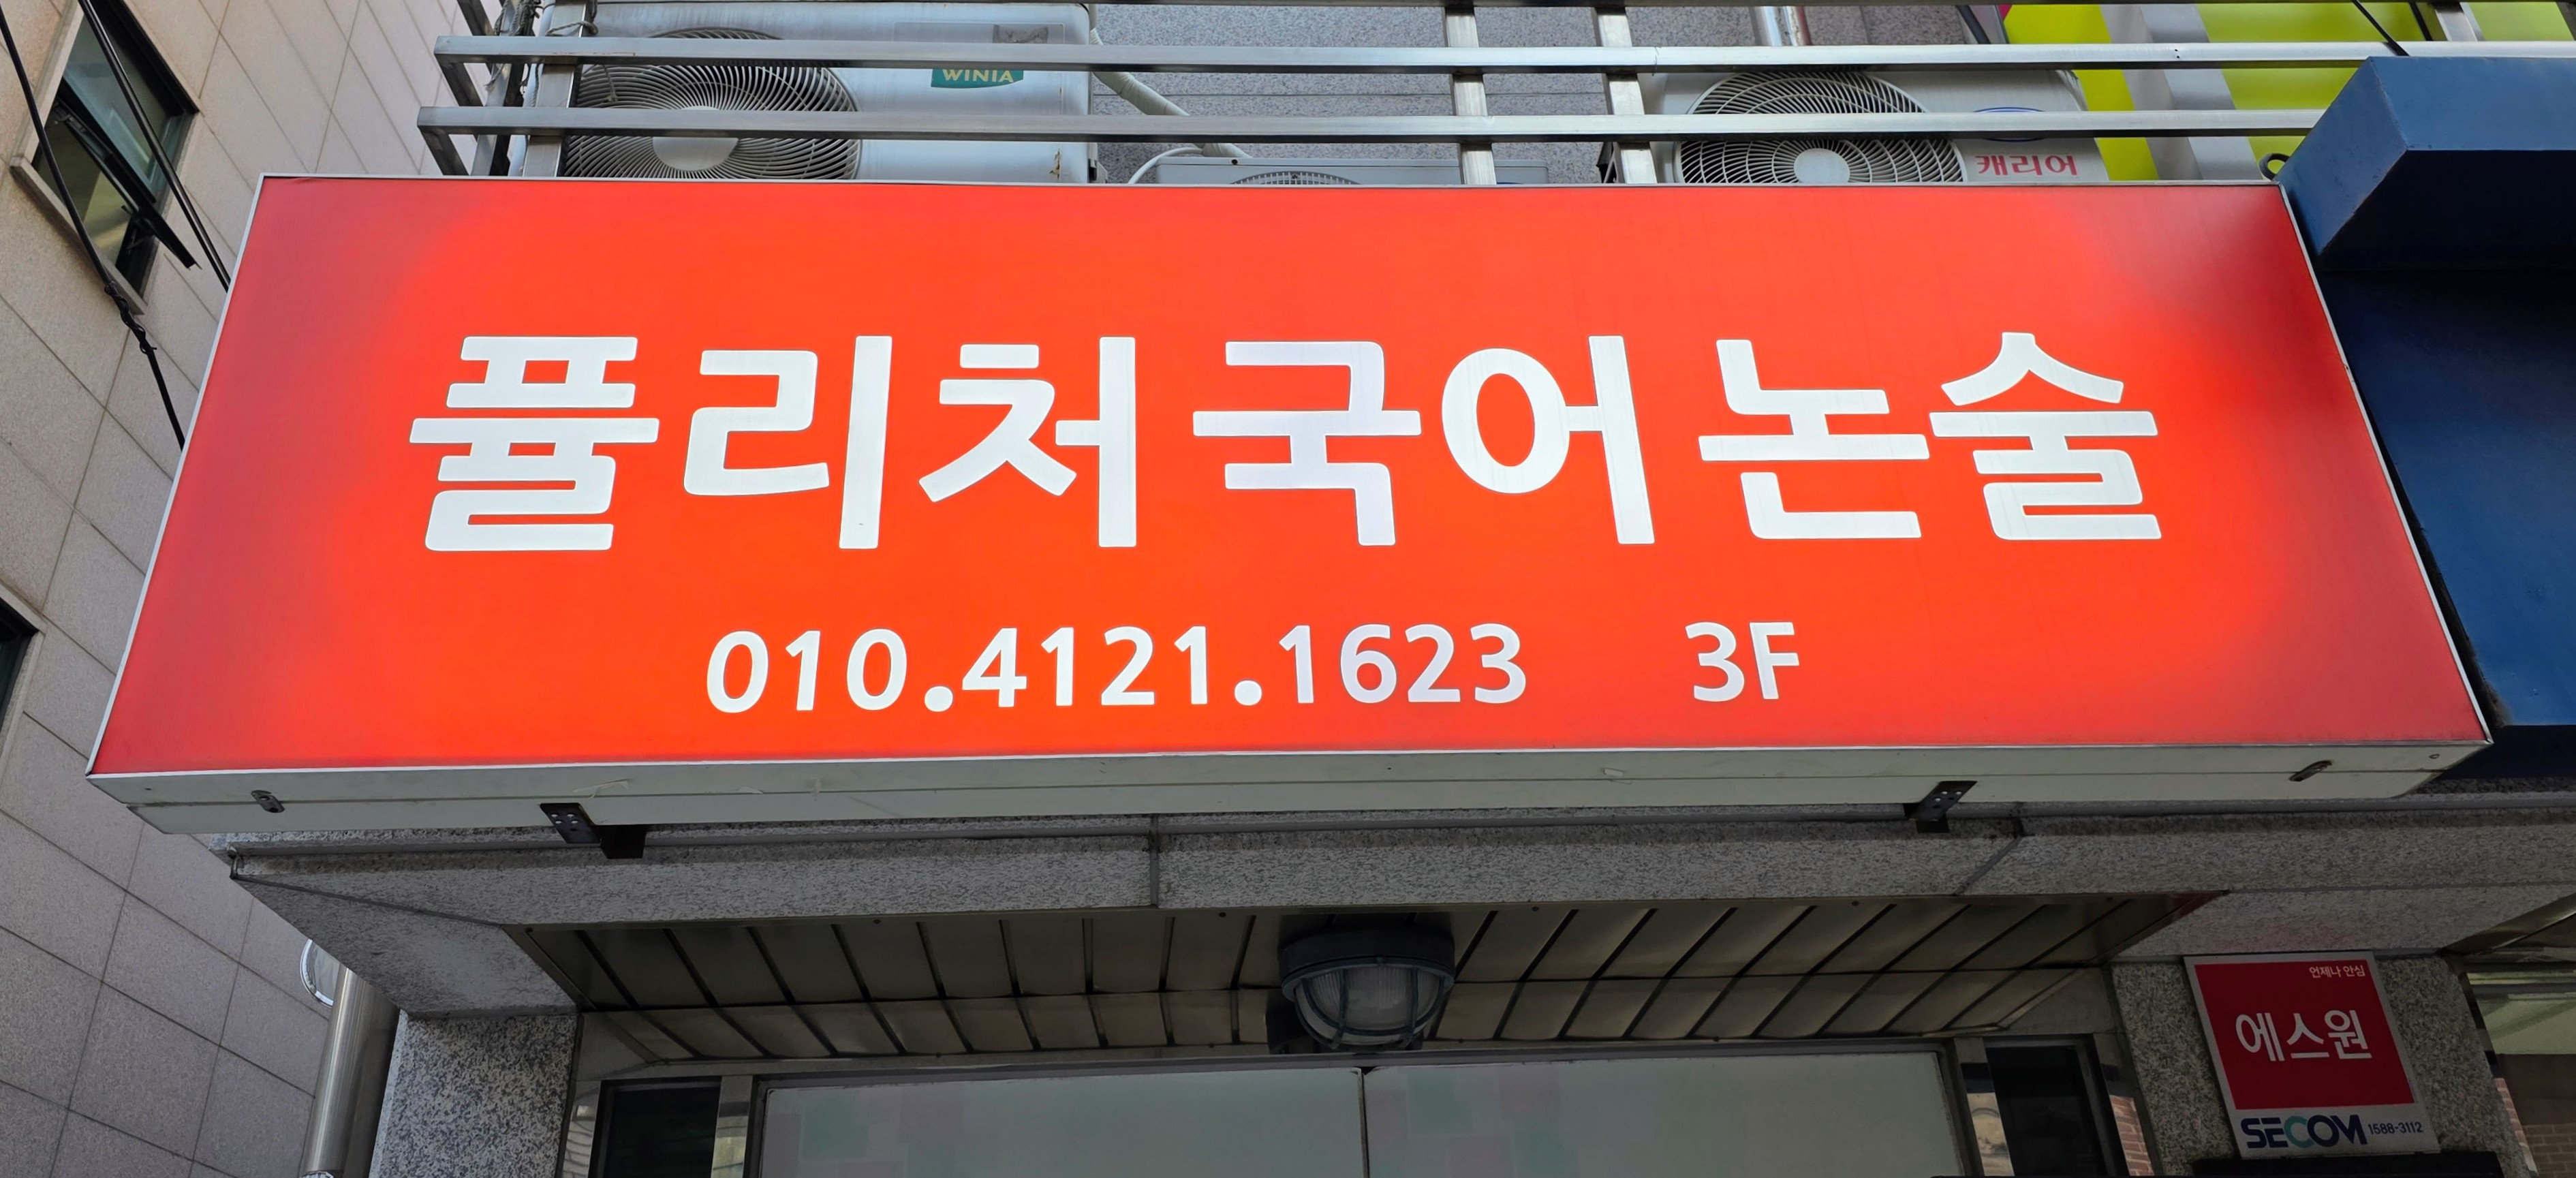 WINIA
캐리어
퓰리처국어논술
010.4121.1623 3F
언제나 안심
에스원
SECOM 1588-3112